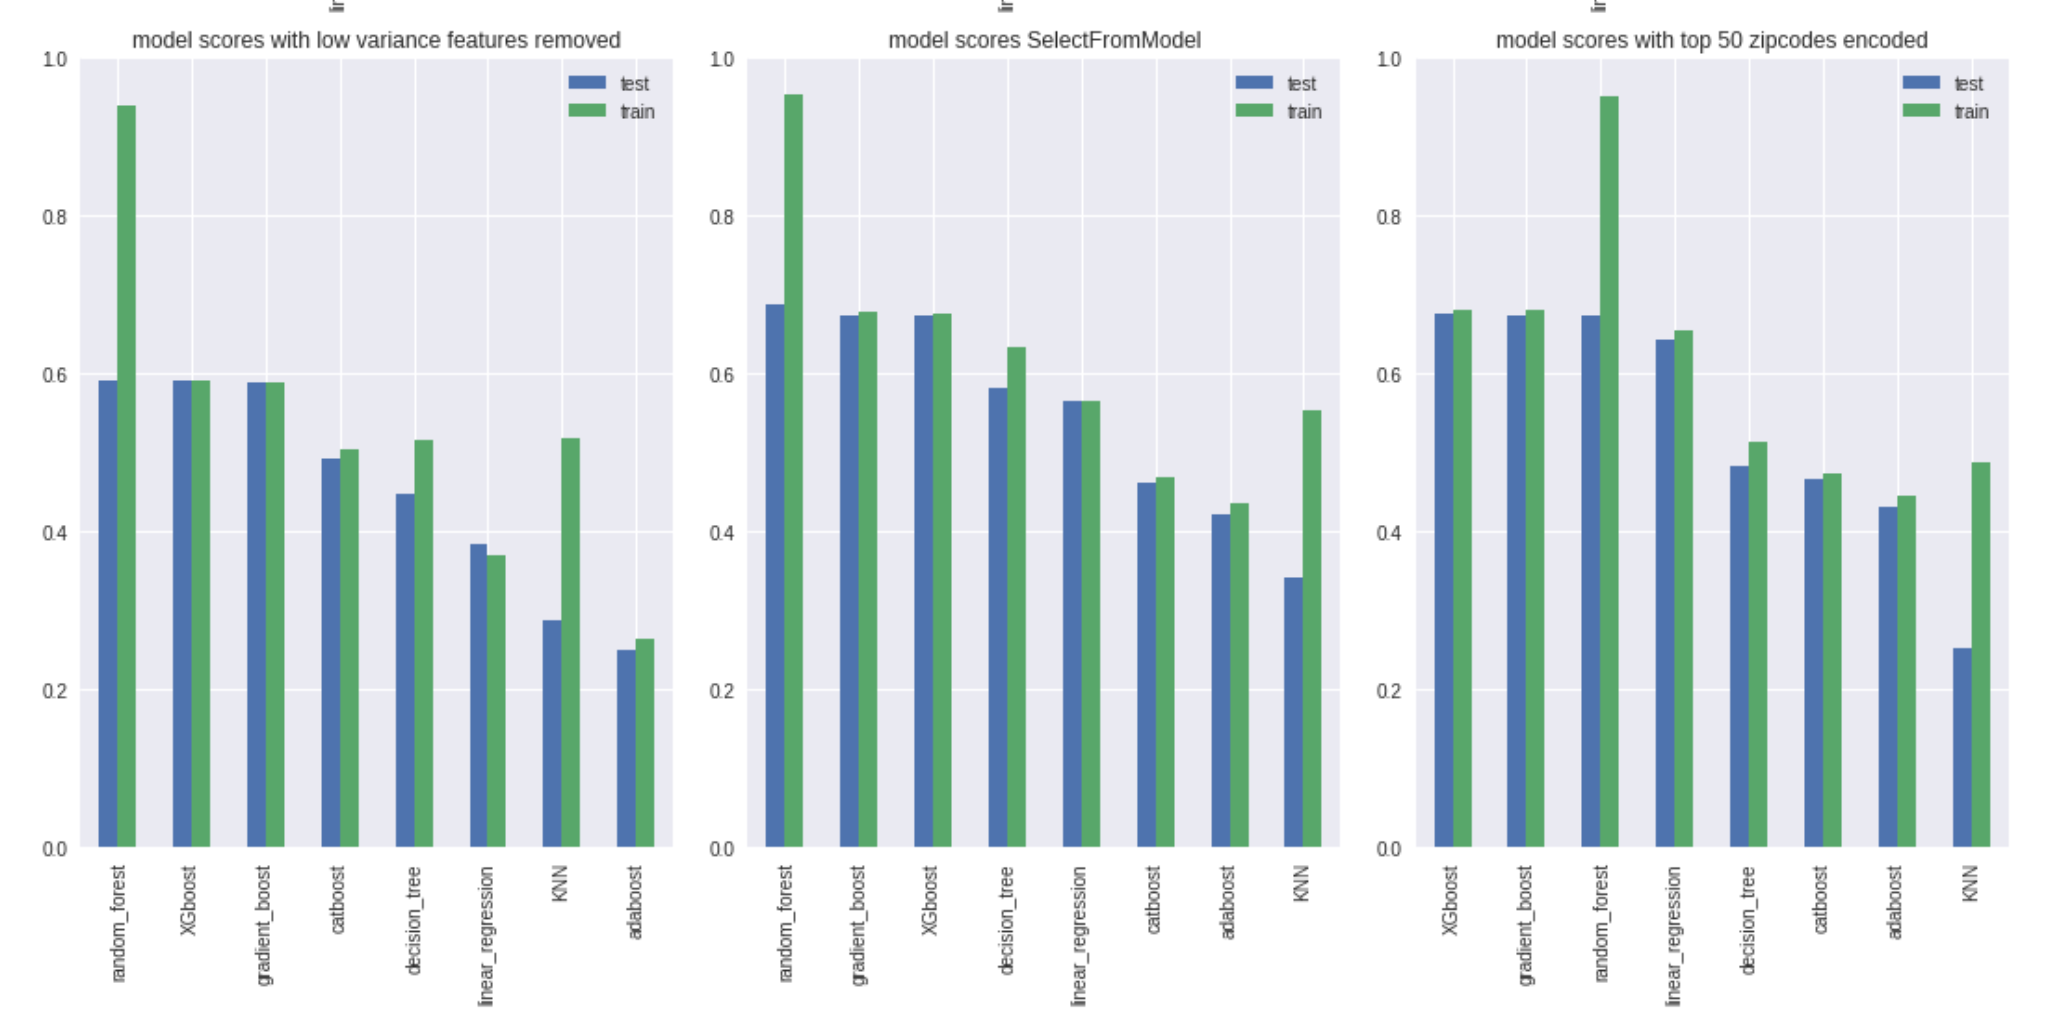 model scores with low variance features removed
1.0
0.8
0.6
0.4
0.2
0.0
test
train
random_forest
XGboost
gradient_boost
catboost
decision_tree
linear_regression
KNN
adaboost
model scores SelectFromModel
1.0
0.8
0.6
0.4
0.2
0.0
test
train
random_forest
gradient_boost
XGboost
decision_tree
linear_regression
catboost
adaboost
KNN
model scores with top 50 zipcodes encoded
1.0
0.8
0.6
0.4
0.2
0.0
test
train
XGboost
gradient_boost
random_forest
linear_regression
decision_tree
catboost
adaboost
KNN